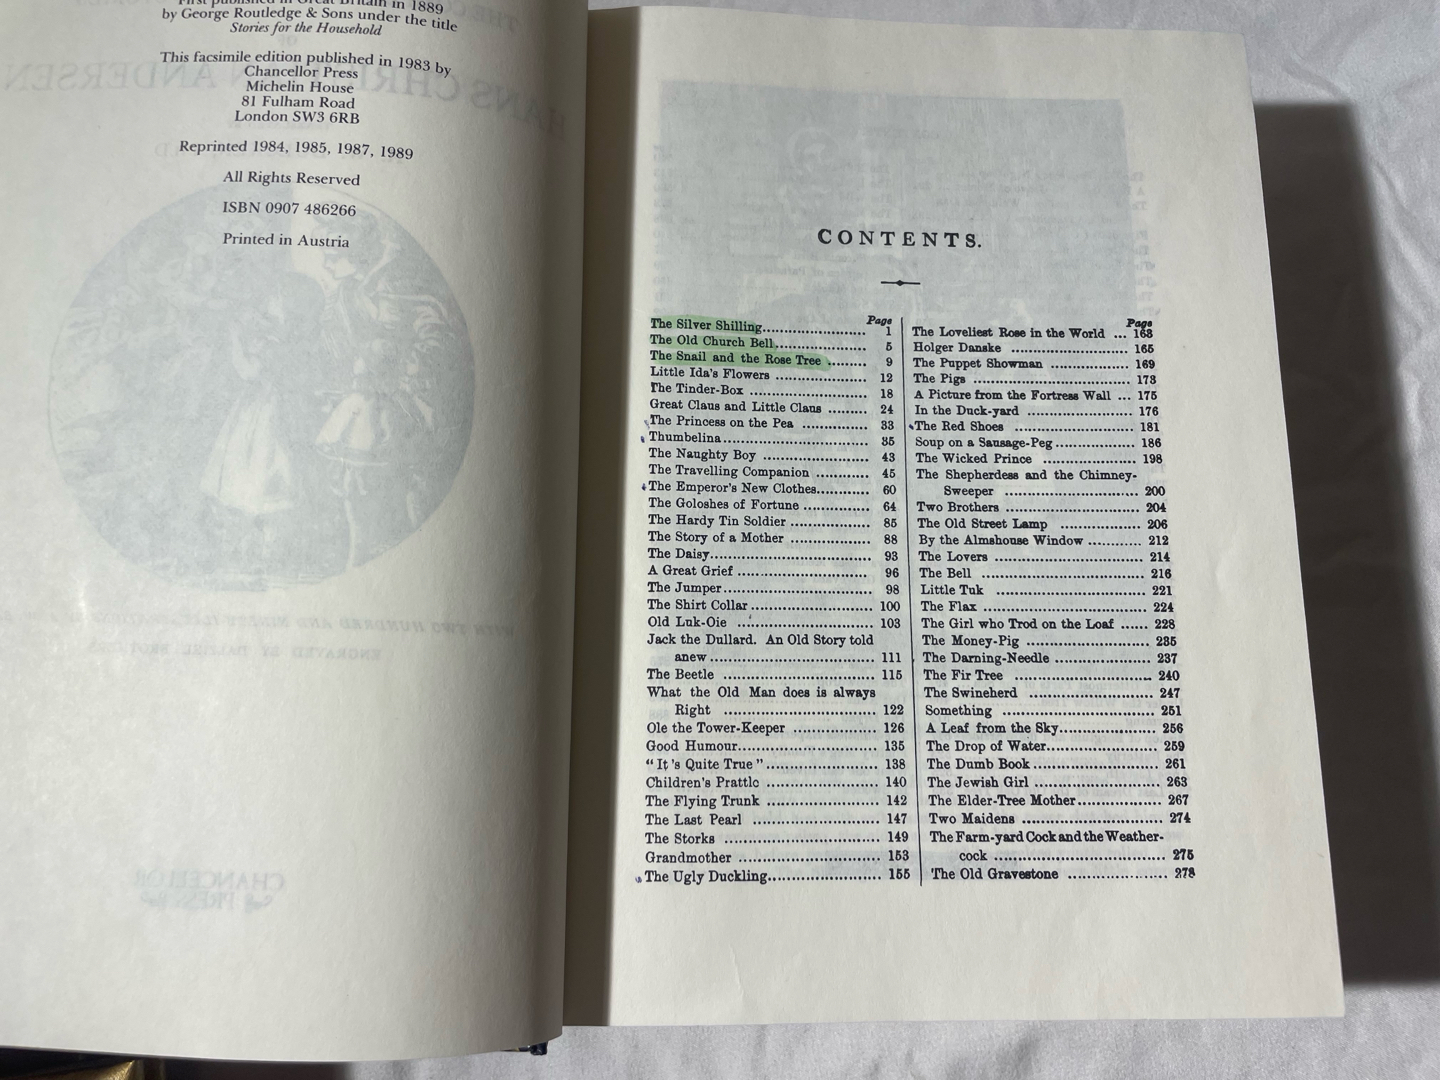 First published in Great Britain in 1889
by George Routledge & Sons under the title
Stories for the Household
This facsimile edition published in 1983 by
Chancellor Press
Michelin House
81 Fulham Road
London SW3 6RB
Reprinted 1984, 1985, 1987, 1989
All Rights Reserved
ISBN 0907 486266
Printed in Austria
CONTENTS.
Page
The Silver Shilling........................ 1
The Old Church Bell..................... 5
The Snail and the Rose Tree ......... 9
Little Ida's Flowers ..................... 12
The Tinder-Box ........................... 18
Great Claus and Little Claus ......... 24
The Princess on the Pea ............... 33
Thumbelina................................. 35
The Naughty Boy ........................ 43
The Travelling Companion ............ 45
The Emperor's New Clothes............ 60
The Goloshes of Fortune ............... 64
The Hardy Tin Soldier .................. 85
The Story of a Mother .................. 88
The Daisy.................................... 93
A Great Grief .............................. 96
The Jumper................................. 98
The Shirt Collar........................... 100
Old Luk-Oie .............................. 103
Jack the Dullard. An Old Story told
anew....................................... 111
The Beetle ................................. 115
What the Old Man does is always
Right .................................... 122
Ole the Tower-Keeper .................. 126
Good Humour.............................. 135
"It's Quite True"........................ 138
Children's Prattle ........................ 140
The Flying Trunk ........................ 142
The Last Pearl ........................... 147
The Storks ................................. 149
Grandmother .............................. 153
The Ugly Duckling........................ 155
Page
The Loveliest Rose in the World ... 163
Holger Danske ........................... 165
The Puppet Showman .................. 169
The Pigs .................................... 173
A Picture from the Fortress Wall ... 175
In the Duck-yard ........................ 176
The Red Shoes ........................... 181
Soup on a Sausage-Peg.................. 186
The Wicked Prince ..................... 198
The Shepherdess and the Chimney-
Sweeper ................................. 200
Two Brothers .............................. 204
The Old Street Lamp .................. 206
By the Almshouse Window ............ 212
The Lovers ................................. 214
The Bell .................................... 216
Little Tuk ................................. 221
The Flax .................................... 224
The Girl who Trod on the Loaf ...... 228
The Money-Pig ........................... 235
The Darning-Needle ..................... 237
The Fir Tree .............................. 240
The Swineherd ........................... 247
Something ................................. 251
A Leaf from the Sky..................... 256
The Drop of Water........................ 259
The Dumb Book ........................... 261
The Jewish Girl ........................... 263
The Elder-Tree Mother.................. 267
Two Maidens .............................. 274
The Farm-yard Cock and the Weather-
cock ....................................... 275
The Old Gravestone ..................... 278